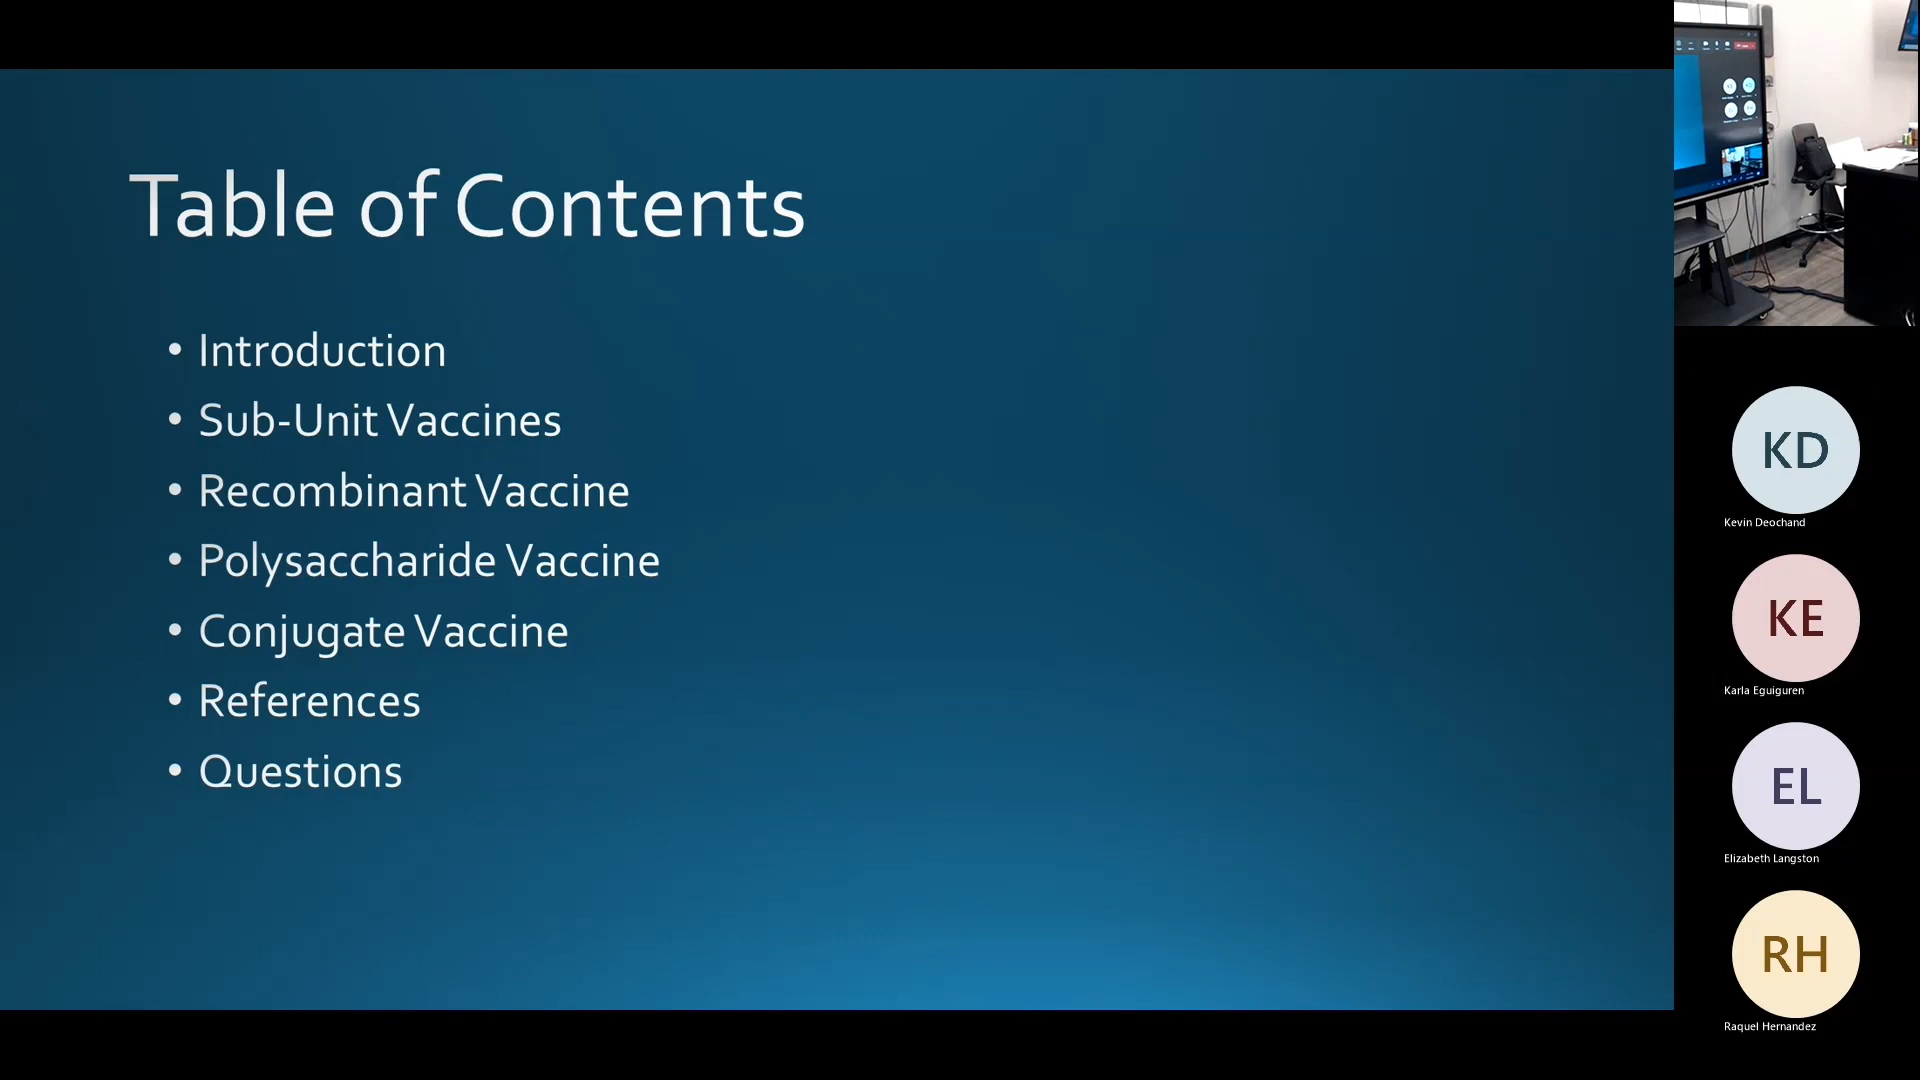 Table of Contents
• Introduction
• Sub-Unit Vaccines
• Recombinant Vaccine
• Polysaccharide Vaccine
• Conjugate Vaccine
• References
• Questions
KD
Kevin Deochand
KE
Karla Eguiguren
EL
Elizabeth Langston
RH
Raquel Hernandez